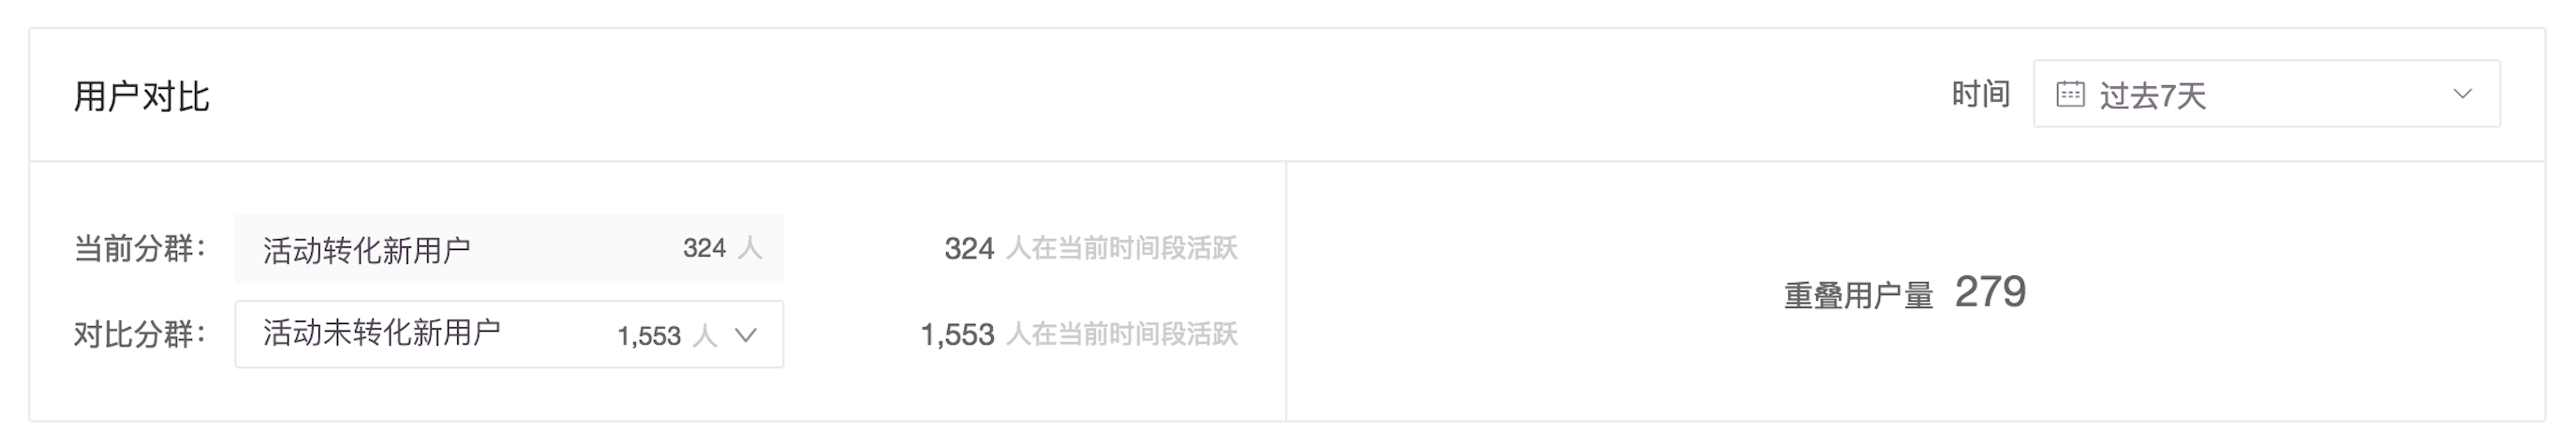 用户对比
时间 过去7天
当前分群： 活动转化新用户 324 人 324 人在当前时间段活跃
对比分群： 活动未转化新用户 1,553 人 1,553 人在当前时间段活跃
重叠用户量 279